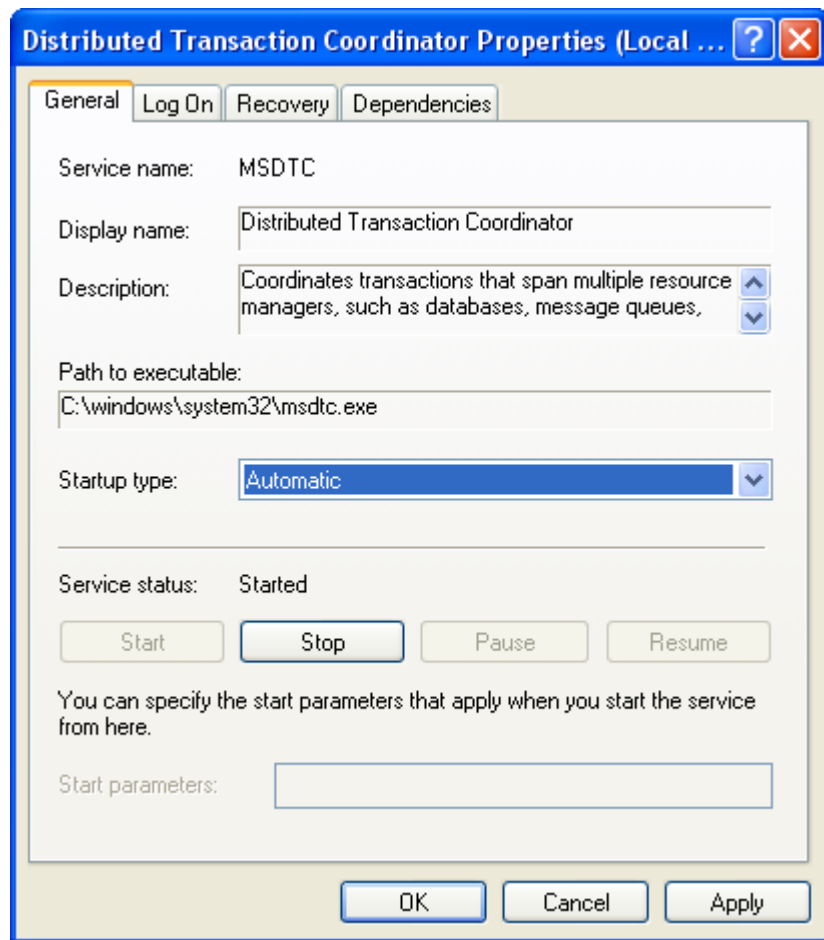 Distributed Transaction Coordinator Properties (Local ...
General Log On Recovery Dependencies
Service name: MSDTC
Display name: Distributed Transaction Coordinator
Description: Coordinates transactions that span multiple resource
managers, such as databases, message queues,
Path to executable:
C:\windows\system32\msdtc.exe
Startup type: Automatic
Service status: Started
Start Stop Pause Resume
You can specify the start parameters that apply when you start the service
from here.
Start parameters:
OK Cancel Apply